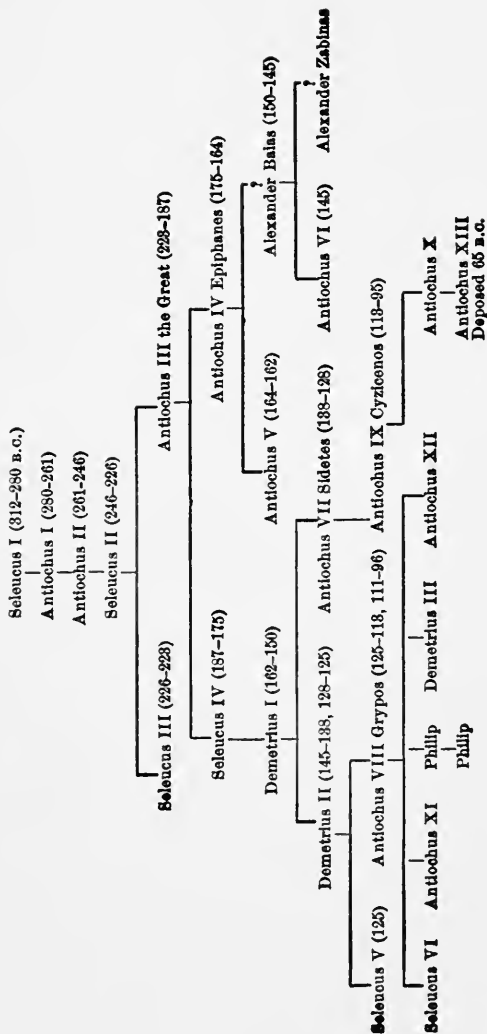 Seleucus I (312–280 B.C.)
Antiochus I (280–261)
Antiochus II (261–246)
Seleucus II (246–226)
Seleucus III (226–223)
Antiochus III the Great (223–187)
Seleucus IV (187–175)
Antiochus IV Epiphanes (175–164)
Demetrius I (162–150)
Antiochus V (164–162)
?
Alexander Balas (150–145)
Demetrius II (145–138, 128–125)
Antiochus VII Sidetes (138–128)
Antiochus VI (145)
?
Alexander Zabinas
Seleucus V (125)
Antiochus VIII Grypos (125–113, 111–96)
Antiochus IX Cyzicenos (113–95)
Seleucus VI
Antiochus XI
Philip
Demetrius III
Antiochus XII
Antiochus X
Philip
Antiochus XIII
Deposed 65 B.C.